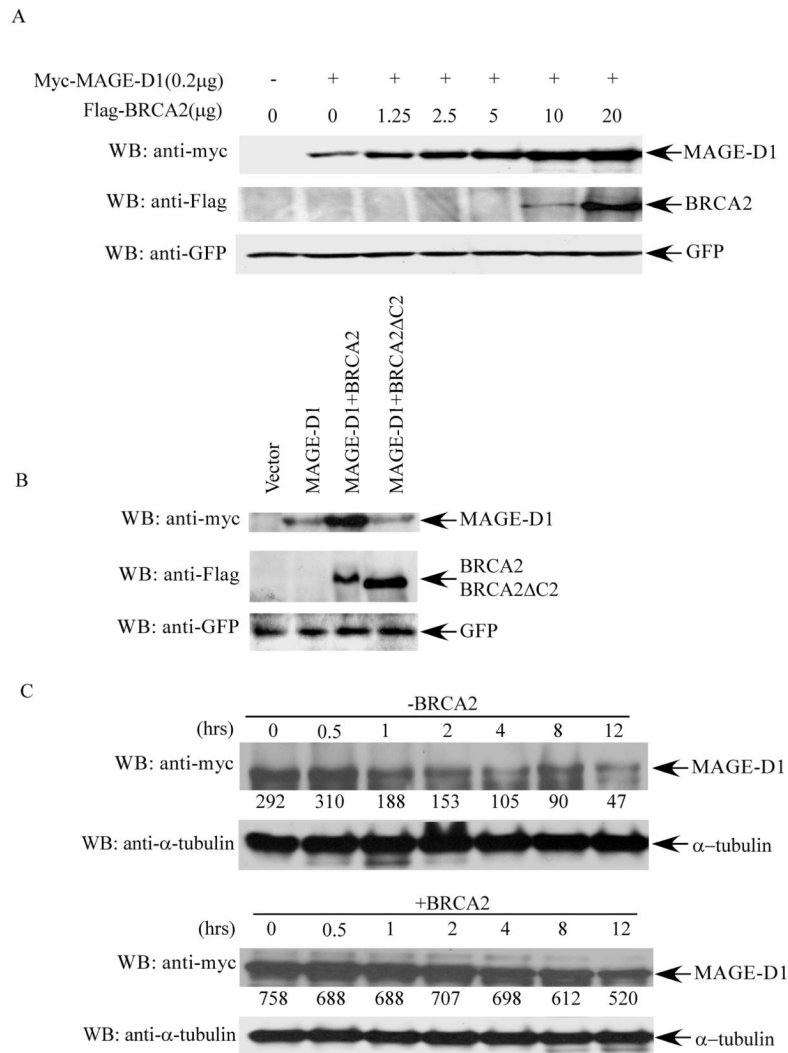 A
Myc-MAGE-D1(0.2μg) - + + + + + +
Flag-BRCA2(μg) 0 0 1.25 2.5 5 10 20
WB: anti-myc MAGE-D1
WB: anti-Flag BRCA2
WB: anti-GFP GFP
B
Vector
MAGE-D1
MAGE-D1+BRCA2
MAGE-D1+BRCA2ΔC2
WB: anti-myc MAGE-D1
WB: anti-Flag BRCA2
BRCA2ΔC2
WB: anti-GFP GFP
C
-BRCA2
(hrs) 0 0.5 1 2 4 8 12
WB: anti-myc MAGE-D1
292 310 188 153 105 90 47
WB: anti-α-tubulin α-tubulin
+BRCA2
(hrs) 0 0.5 1 2 4 8 12
WB: anti-myc MAGE-D1
758 688 688 707 698 612 520
WB: anti-α-tubulin α-tubulin